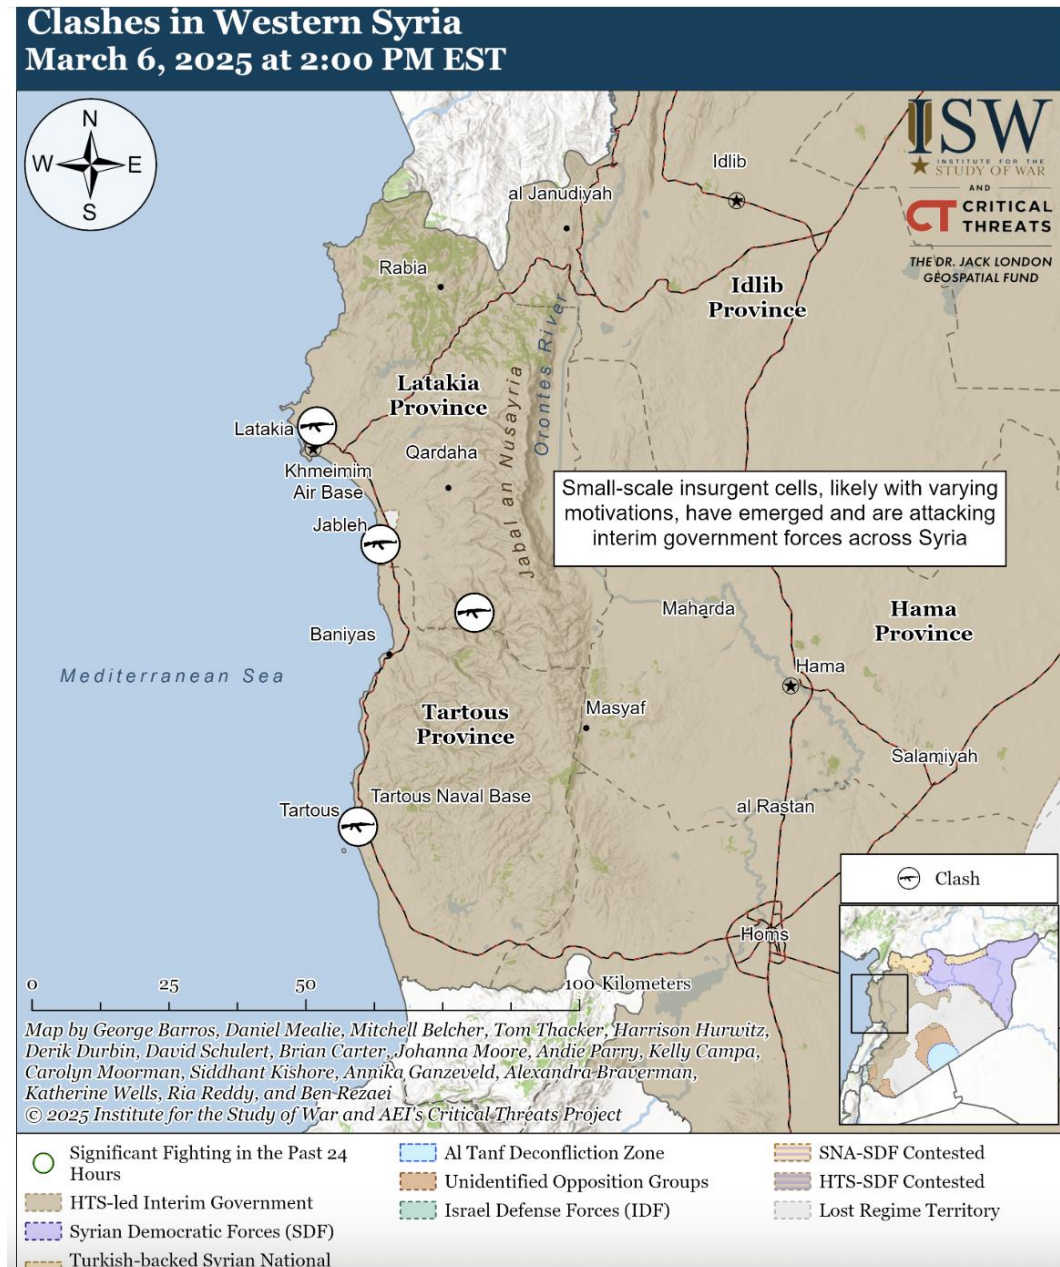 Clashes in Western Syria
March 6, 2025 at 2:00 PM EST
N
W
E
S
ISW
INSTITUTE FOR THE
STUDY OF WAR
AND
CT CRITICAL
THREATS
THE DR. JACK LONDON
GEOSPATIAL FUND
Idlib
al Janudiyah
Rabia
Idlib
Province
Orontes River
Latakia
Province
Jabal an Nusayria
Latakia
Qardaha
Khmeimim
Air Base
Small-scale insurgent cells, likely with varying
motivations, have emerged and are attacking
interim government forces across Syria
Jableh
Maharda
Hama
Province
Baniyas
Mediterranean Sea
Hama
Masyaf
Tartous
Province
Salamiyah
Tartous Naval Base
Tartous
al Rastan
Clash
Homs
0
25
50
100 Kilometers
Map by George Barros, Daniel Mealie, Mitchell Belcher, Tom Thacker, Harrison Hurwitz,
Derik Durbin, David Schulert, Brian Carter, Johanna Moore, Andie Parry, Kelly Campa,
Carolyn Moorman, Siddhant Kishore, Annika Ganzeveld, Alexandra Braverman,
Katherine Wells, Ria Reddy, and Ben Rezaei
© 2025 Institute for the Study of War and AEI's Critical Threats Project
Significant Fighting in the Past 24
Hours
HTS-led Interim Government
Syrian Democratic Forces (SDF)
Turkish-backed Syrian National
Al Tanf Deconfliction Zone
Unidentified Opposition Groups
Israel Defense Forces (IDF)
SNA-SDF Contested
HTS-SDF Contested
Lost Regime Territory